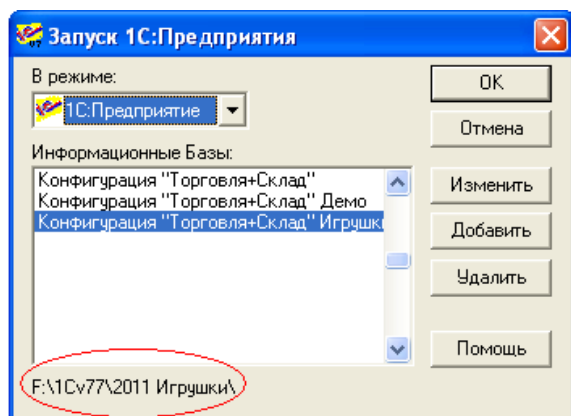 Запуск 1С:Предприятия
В режиме:
1С:Предприятие
OK
Отмена
Информационные Базы:
Конфигурация "Торговля+Склад"
Конфигурация "Торговля+Склад" Демо
Конфигурация "Торговля+Склад" Игрушки
Изменить
Добавить
Удалить
Помощь
F:\1Cv77\2011 Игрушки\